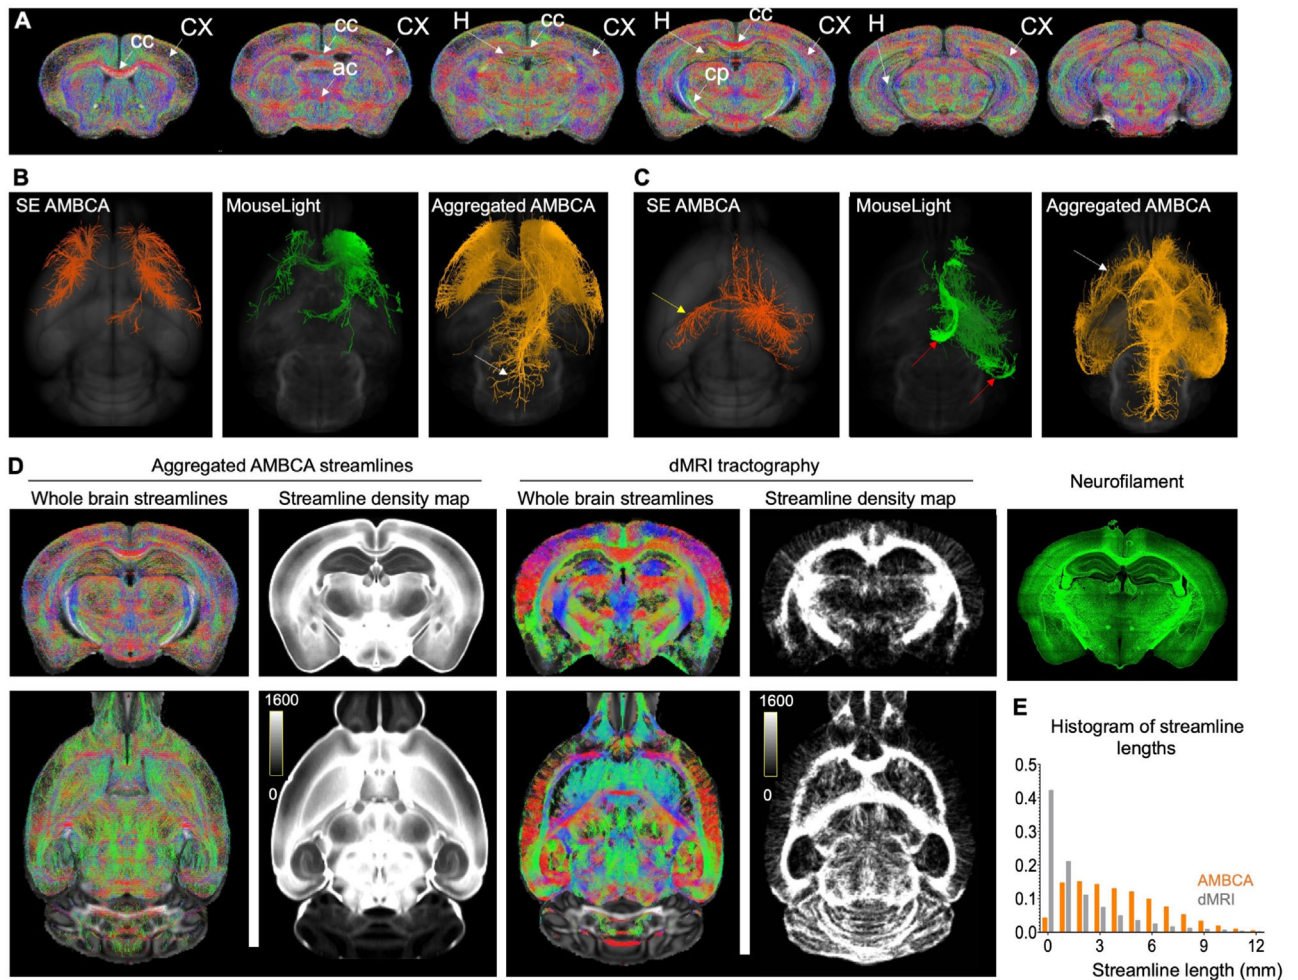 A
cc
CX
cc
CX
ac
H
cc
CX
H
cc
CX
cp
H
CX
B
SE AMBCA
MouseLight
Aggregated AMBCA
C
SE AMBCA
MouseLight
Aggregated AMBCA
D
Aggregated AMBCA streamlines
dMRI tractography
Whole brain streamlines
Streamline density map
Whole brain streamlines
Streamline density map
Neurofilament
1600
0
1600
0
E
Histogram of streamline
lengths
0.5
0.4
0.3
0.2
0.1
0.0
AMBCA
dMRI
0 3 6 9 12
Streamline length (mm)